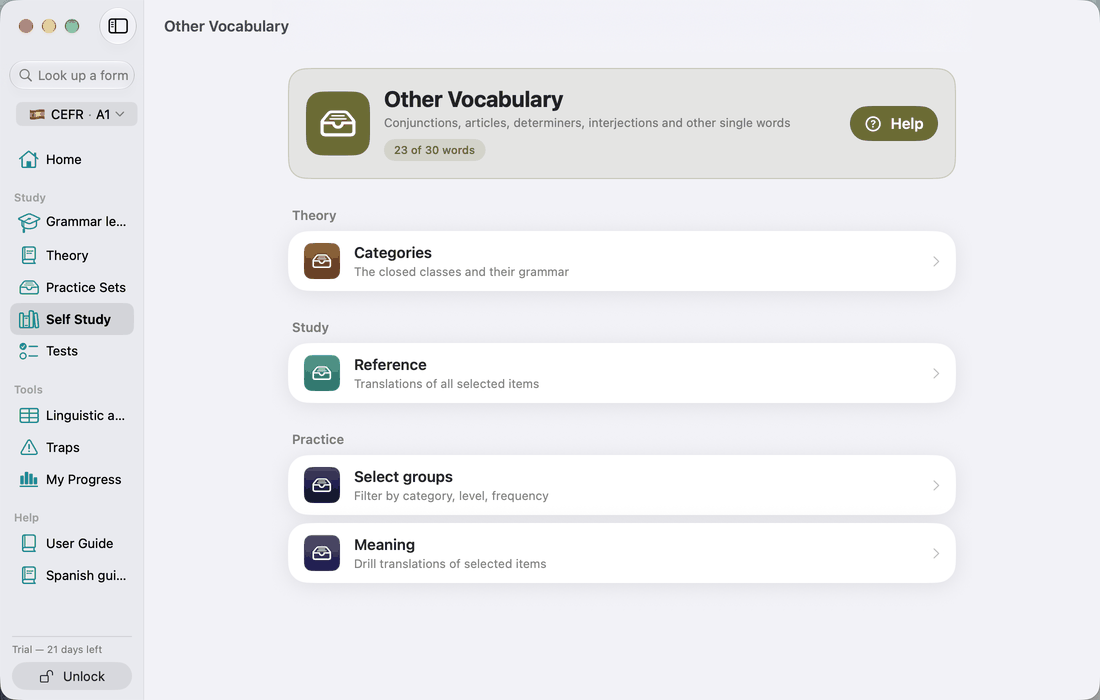 Other Vocabulary
Look up a form
CEFR · A1
Home
Study
Grammar le...
Theory
Practice Sets
Self Study
Tests
Tools
Linguistic a...
Traps
My Progress
Help
User Guide
Spanish gui...
Trial — 21 days left
Unlock
Other Vocabulary
Conjunctions, articles, determiners, interjections and other single words
23 of 30 words
Help
Theory
Categories
The closed classes and their grammar
Study
Reference
Translations of all selected items
Practice
Select groups
Filter by category, level, frequency
Meaning
Drill translations of selected items